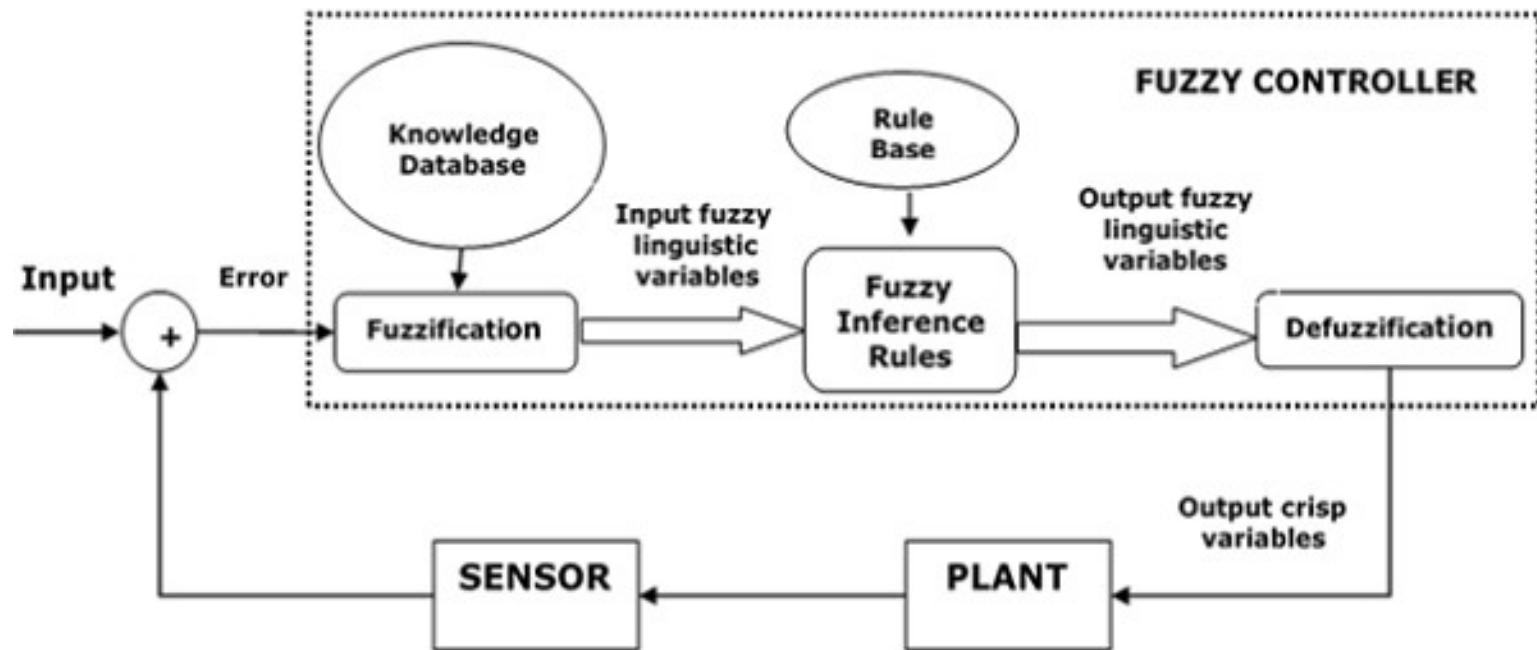 FUZZY CONTROLLER
Knowledge
Database
Rule
Base
Input fuzzy
linguistic
variables
Output fuzzy
linguistic
variables
Input
Error
+
Fuzzification
Fuzzy
Inference
Rules
Defuzzification
Output crisp
variables
SENSOR
PLANT